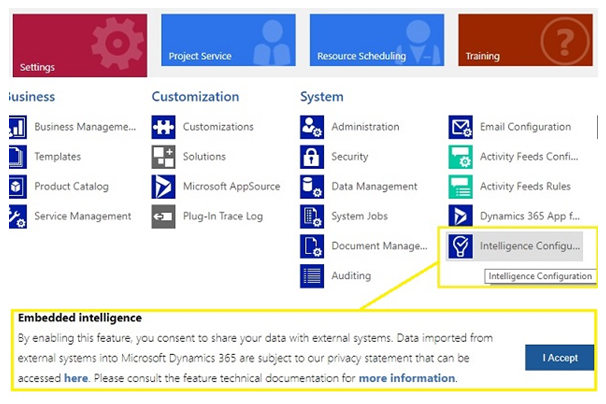 Settings
Project Service
Resource Scheduling
Training
Business
Customization
System
Business Manageme...
Customizations
Administration
Email Configuration
Templates
Solutions
Security
Activity Feeds Confi...
Product Catalog
Microsoft AppSource
Data Management
Activity Feeds Rules
Service Management
Plug-In Trace Log
System Jobs
Dynamics 365 App f...
Document Manage...
Intelligence Configu...
Auditing
Intelligence Configuration
Embedded intelligence
By enabling this feature, you consent to share your data with external systems. Data imported from
external systems into Microsoft Dynamics 365 are subject to our privacy statement that can be
accessed here. Please consult the feature technical documentation for more information.
I Accept